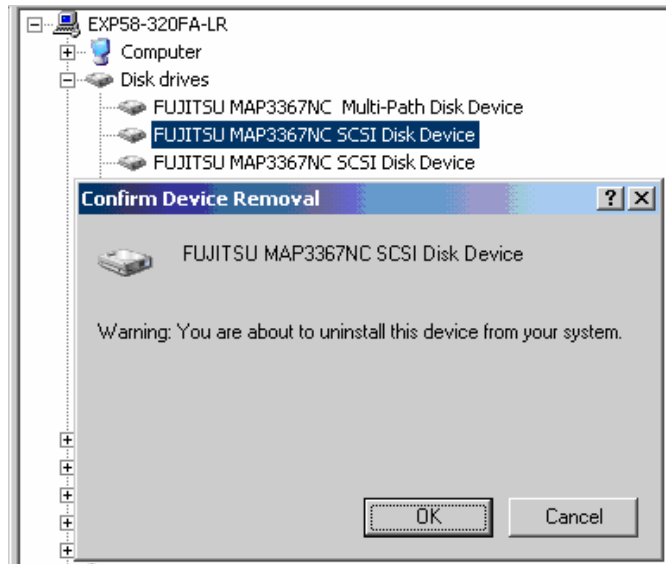 EXP58-320FA-LR
Computer
Disk drives
FUJITSU MAP3367NC Multi-Path Disk Device
FUJITSU MAP3367NC SCSI Disk Device
FUJITSU MAP3367NC SCSI Disk Device
Confirm Device Removal
FUJITSU MAP3367NC SCSI Disk Device
Warning: You are about to uninstall this device from your system.
OK Cancel